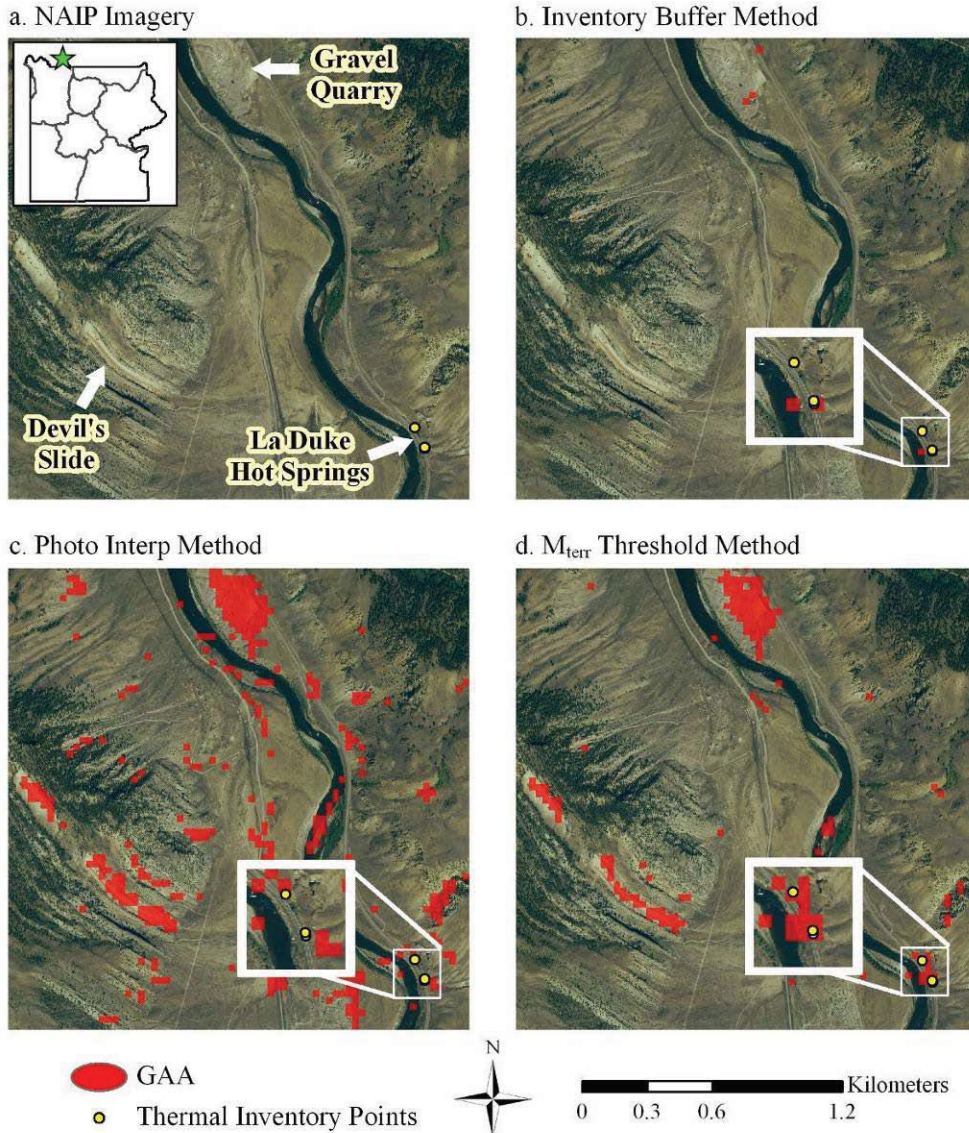 a. NAIP Imagery
b. Inventory Buffer Method
Gravel
Quarry
Devil's
Slide
La Duke
Hot Springs
c. Photo Interp Method
d. Mterr Threshold Method
GAA
Thermal Inventory Points
N
Kilometers
0 0.3 0.6 1.2